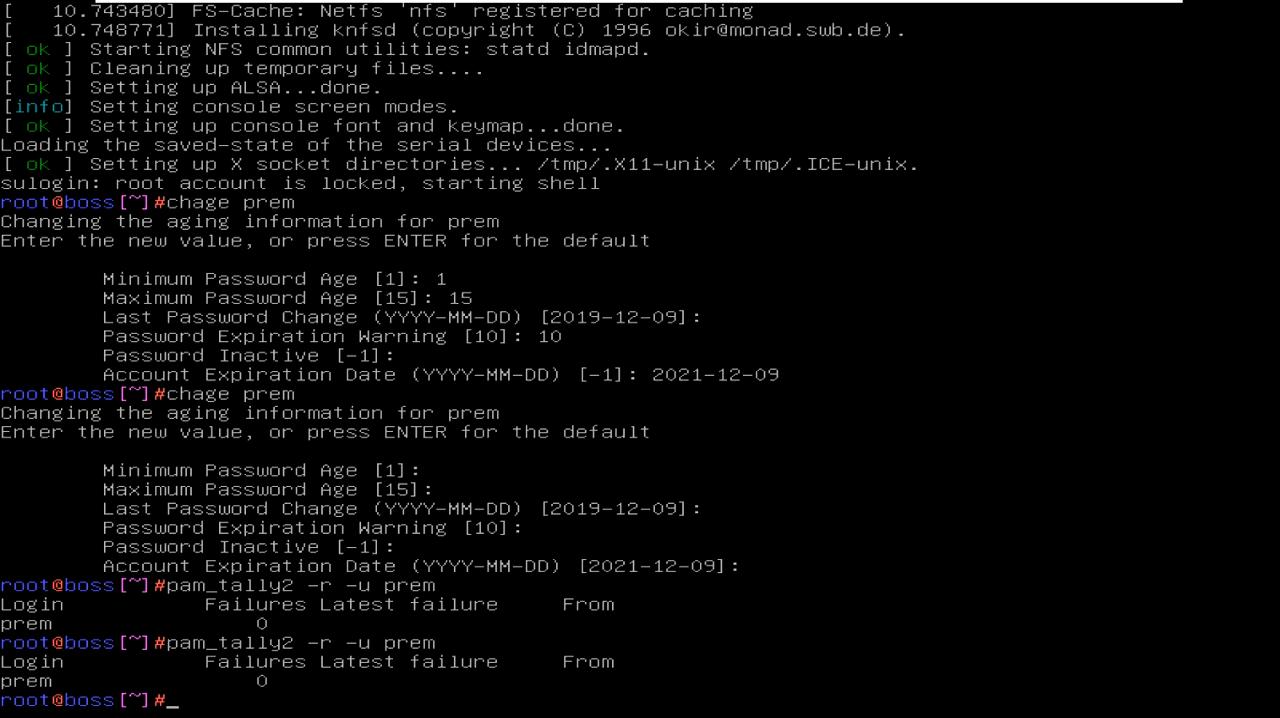 [   10.743480] FS-Cache: Netfs 'nfs' registered for caching
[   10.748771] Installing knfsd (copyright (C) 1996 okir@monad.swb.de).
[ ok ] Starting NFS common utilities: statd idmapd.
[ ok ] Cleaning up temporary files....
[ ok ] Setting up ALSA...done.
[info] Setting console screen modes.
[ ok ] Setting up console font and keymap...done.
Loading the saved-state of the serial devices...
[ ok ] Setting up X socket directories... /tmp/.X11-unix /tmp/.ICE-unix.
sulogin: root account is locked, starting shell
root@boss[~]#chage prem
Changing the aging information for prem
Enter the new value, or press ENTER for the default
Minimum Password Age [1]: 1
Maximum Password Age [15]: 15
Last Password Change (YYYY-MM-DD) [2019-12-09]:
Password Expiration Warning [10]: 10
Password Inactive [-1]:
Account Expiration Date (YYYY-MM-DD) [-1]: 2021-12-09
root@boss[~]#chage prem
Changing the aging information for prem
Enter the new value, or press ENTER for the default
Minimum Password Age [1]:
Maximum Password Age [15]:
Last Password Change (YYYY-MM-DD) [2019-12-09]:
Password Expiration Warning [10]:
Password Inactive [-1]:
Account Expiration Date (YYYY-MM-DD) [2021-12-09]:
root@boss[~]#pam_tally2 -r -u prem
Login           Failures Latest failure     From
prem                0
root@boss[~]#pam_tally2 -r -u prem
Login           Failures Latest failure     From
prem                0
root@boss[~]#_